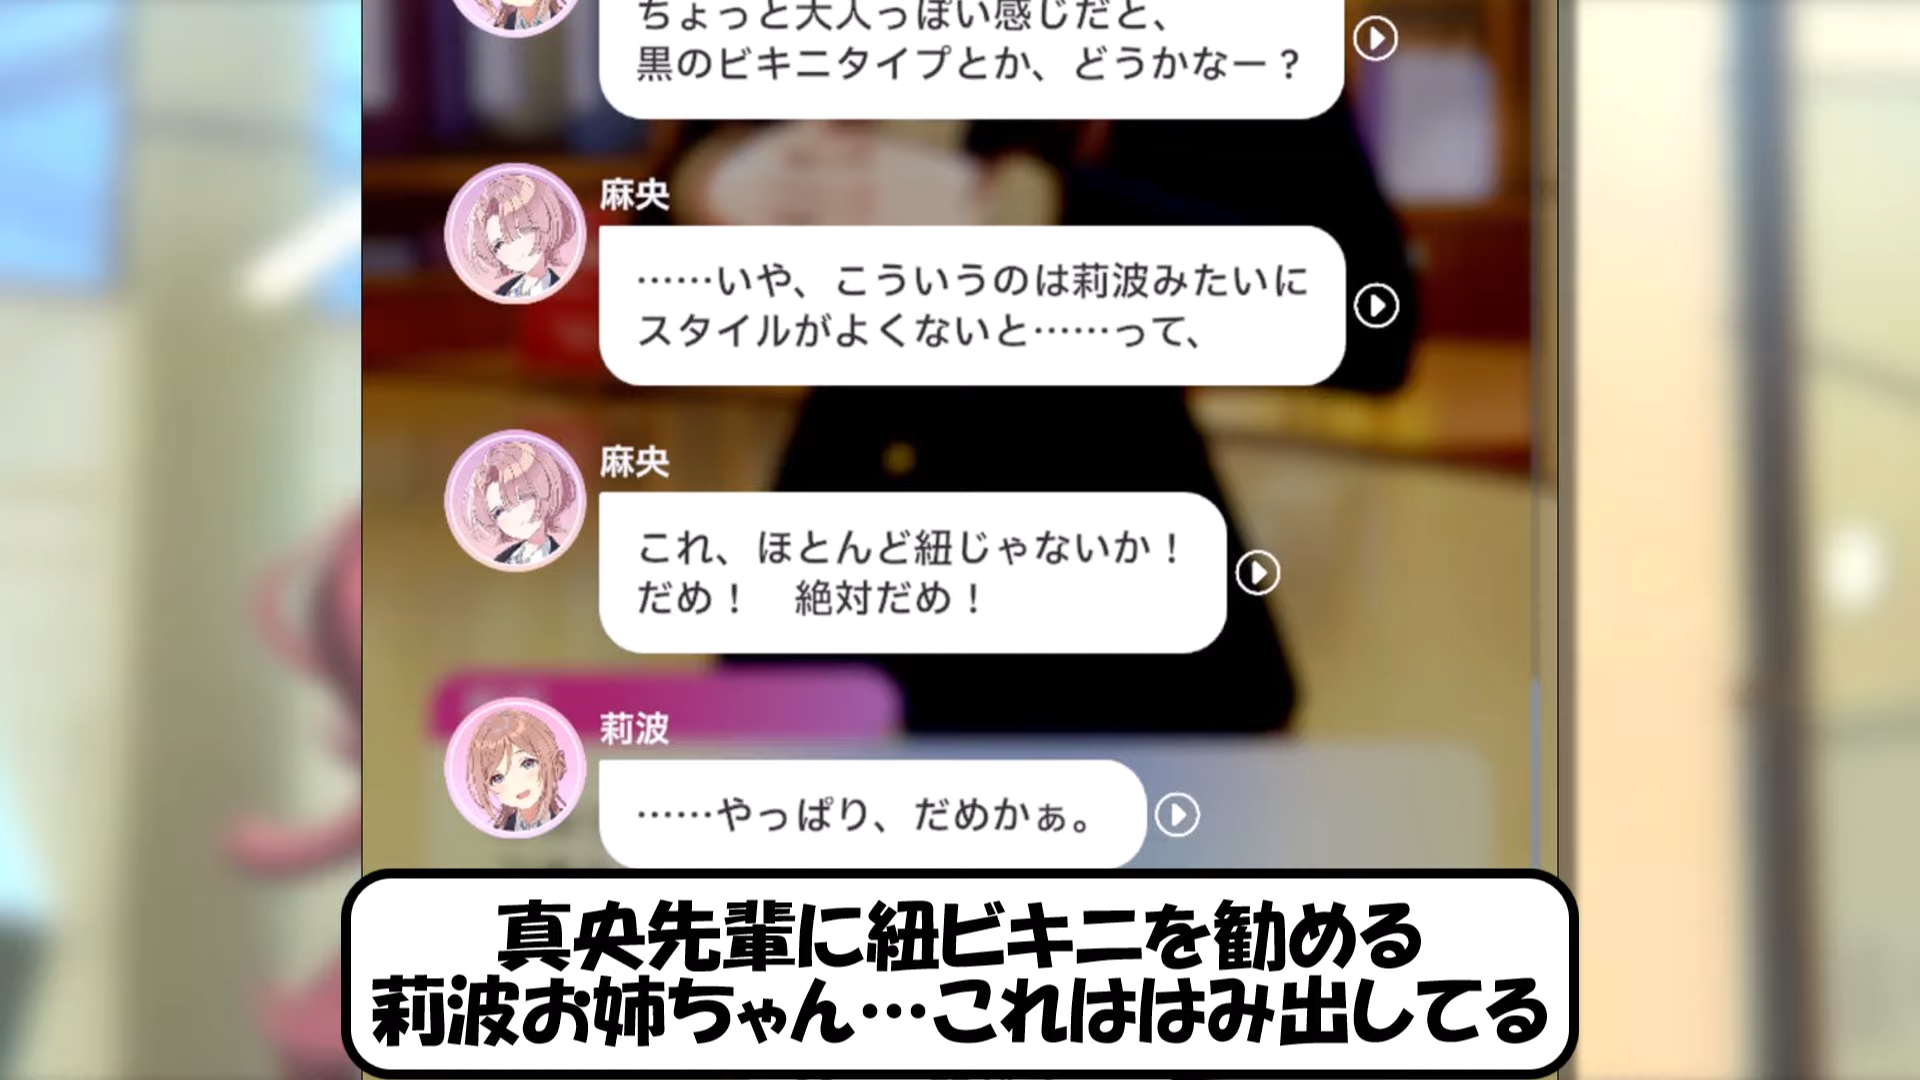 ちょっと大人っぽい感じだと、
黒のビキニタイプとか、どうかなー？
麻央
……いや、こういうのは莉波みたいに
スタイルがよくないと……って、
麻央
これ、ほとんど紐じゃないか！
だめ！　絶対だめ！
莉波
……やっぱり、だめかぁ。
真央先輩に紐ビキニを勧める
莉波お姉ちゃん…これははみ出してる